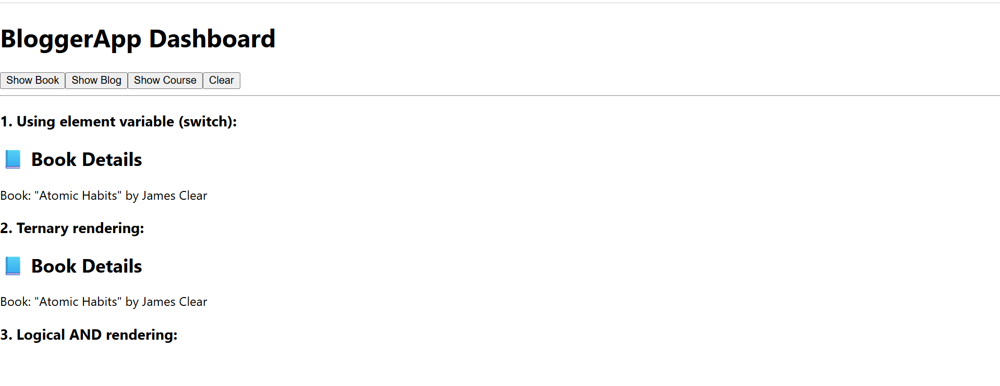 BloggerApp Dashboard
Show Book Show Blog Show Course Clear
1. Using element variable (switch):
📘 Book Details
Book: "Atomic Habits" by James Clear
2. Ternary rendering:
📘 Book Details
Book: "Atomic Habits" by James Clear
3. Logical AND rendering: